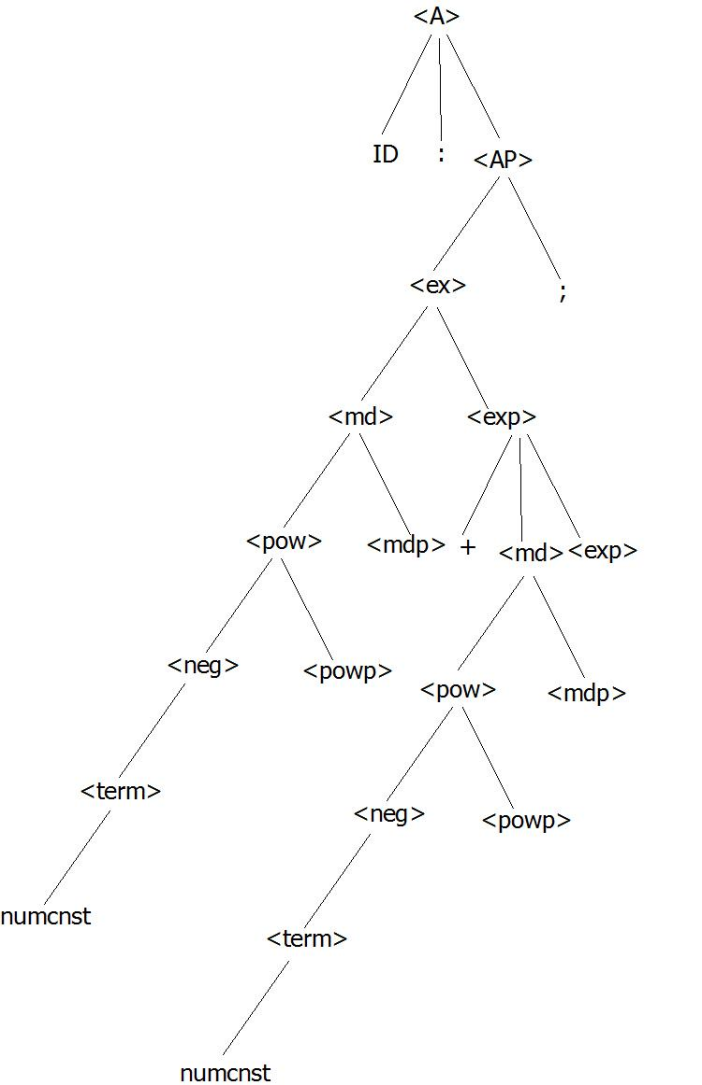 <A>
ID : <AP>
<ex> ;
<md> <exp>
<pow> <mdp> + <md> <exp>
<neg> <powp> <pow> <mdp>
<term> <neg> <powp>
numcnst <term>
numcnst